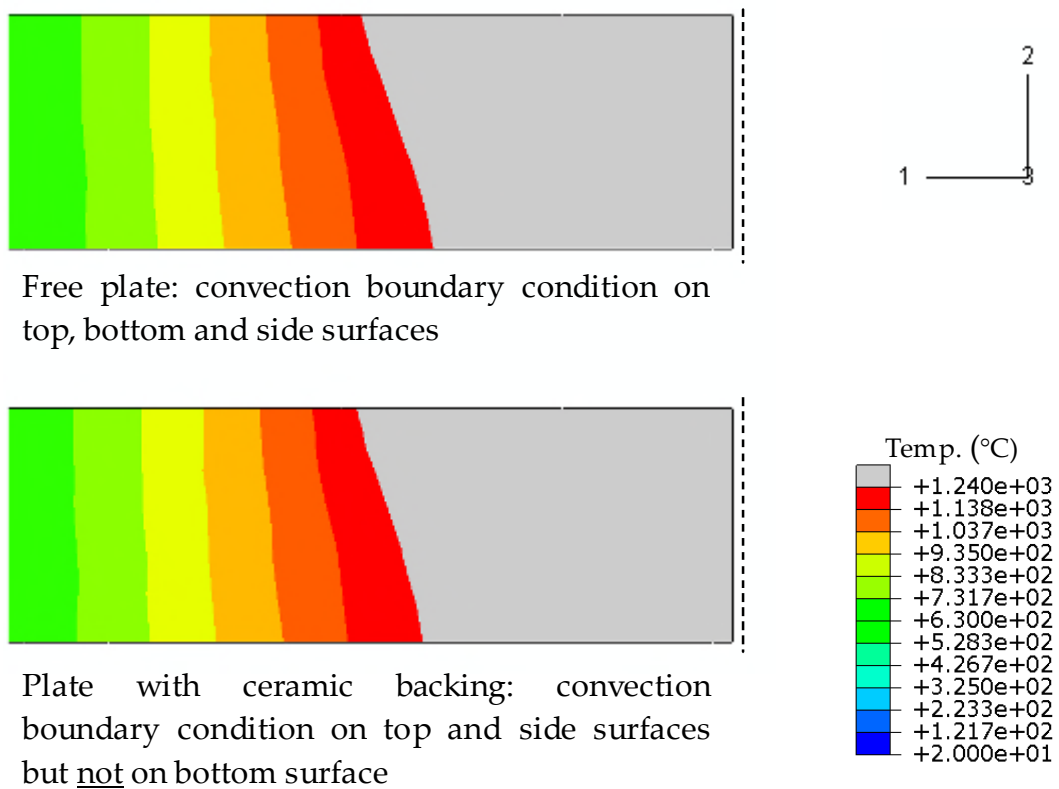 2
1
3
Free plate: convection boundary condition on
top, bottom and side surfaces
Temp. (°C)
+1.240e+03
+1.138e+03
+1.037e+03
+9.350e+02
+8.333e+02
+7.317e+02
+6.300e+02
+5.283e+02
+4.267e+02
+3.250e+02
+2.233e+02
+1.217e+02
+2.000e+01
Plate with ceramic backing: convection
boundary condition on top and side surfaces
but not on bottom surface